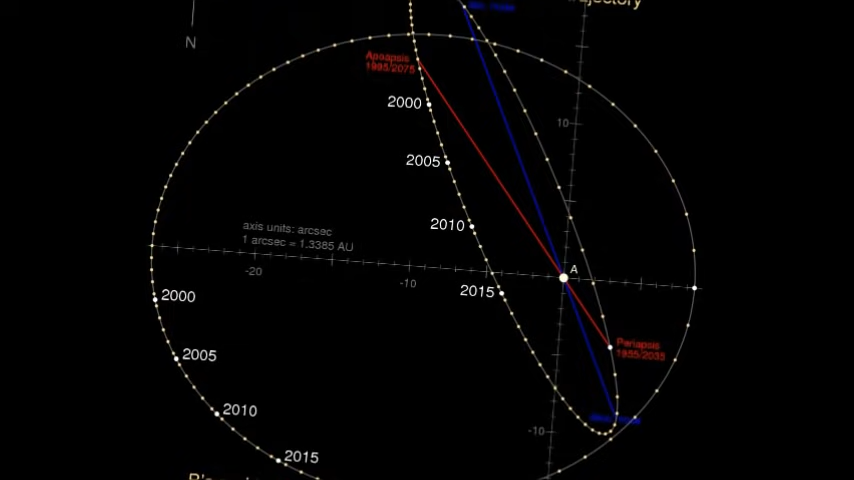 N
Apoapsis
1995/2075
2000
10
2005
2010
axis units: arcsec
1 arcsec = 1.3385 AU
A
-20
-10
2015
2000
Periapsis
1955/2035
2005
2010
-10
2015